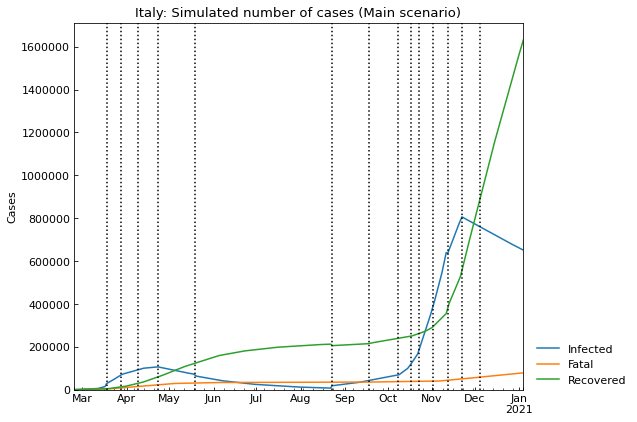 Italy: Simulated number of cases (Main scenario)
Cases
1600000
1400000
1200000
1000000
800000
600000
400000
200000
0
Mar Apr May Jun Jul Aug Sep Oct Nov Dec Jan
2021
Infected
Fatal
Recovered